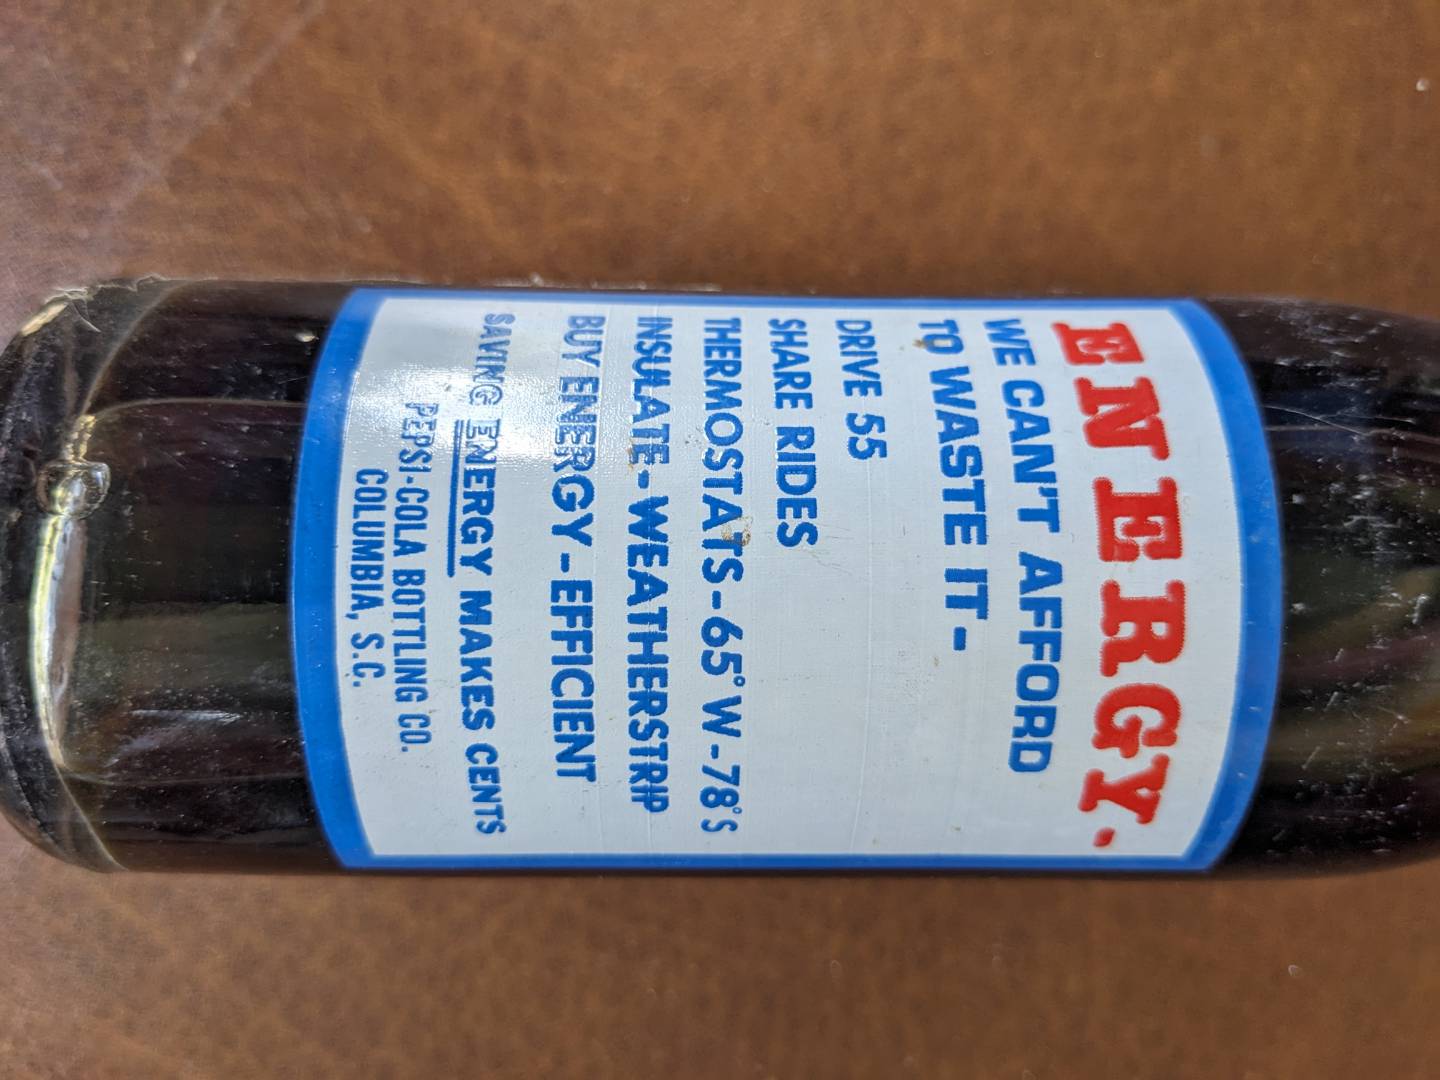 ENERGY.
WE CAN'T AFFORD
TO WASTE IT-
DRIVE 55
SHARE RIDES
THERMOSTATS-65°W-78°S
INSULATE-WEATHERSTRIP
BUY ENERGY-EFFICIENT
SAVING ENERGY MAKES CENTS
PEPSI-COLA BOTTLING CO.
COLUMBIA, S.C.